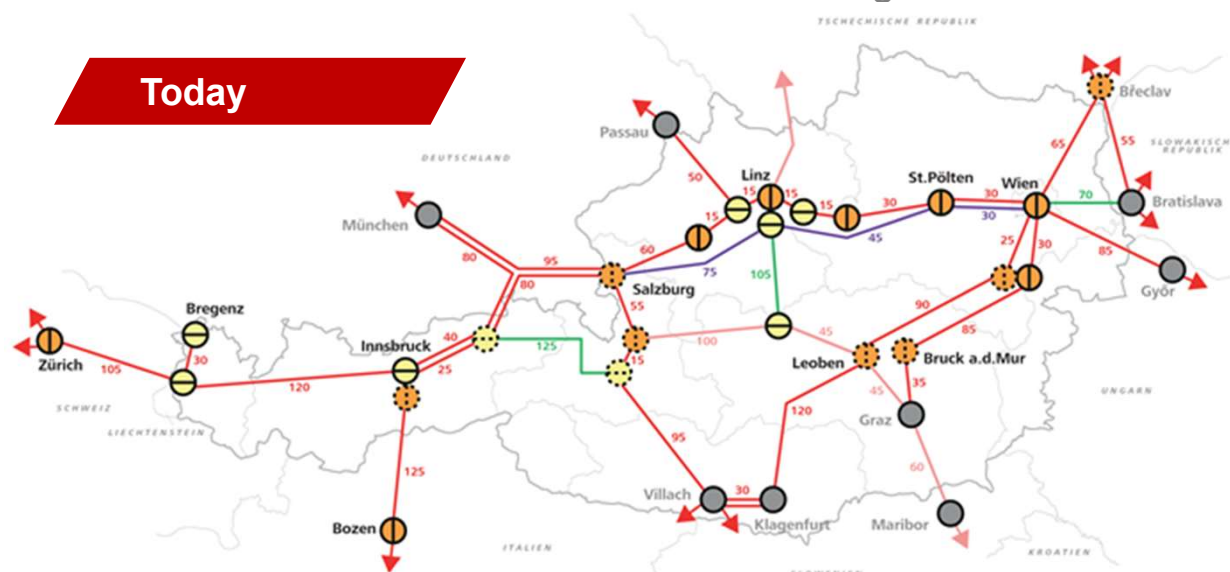 TSCHECHISCHE REPUBLIK
Today
Břeclav
Passau
65
55
SLOWAKISCHE
REPUBLIK
DEUTSCHLAND
50
Linz
St.Pölten
Wien
15
15
15
15
30
30
30
70
Bratislava
München
45
80
95
60
75
25
30
85
80
Salzburg
105
Győr
55
90
Bregenz
Innsbruck
40
25
125
100
45
85
30
Zürich
105
15
Leoben
Bruck a.d.Mur
120
45
35
SCHWEIZ
LIECHTENSTEIN
UNGARN
120
Graz
95
125
60
Villach
30
Klagenfurt
Maribor
Bozen
ITALIEN
KROATIEN